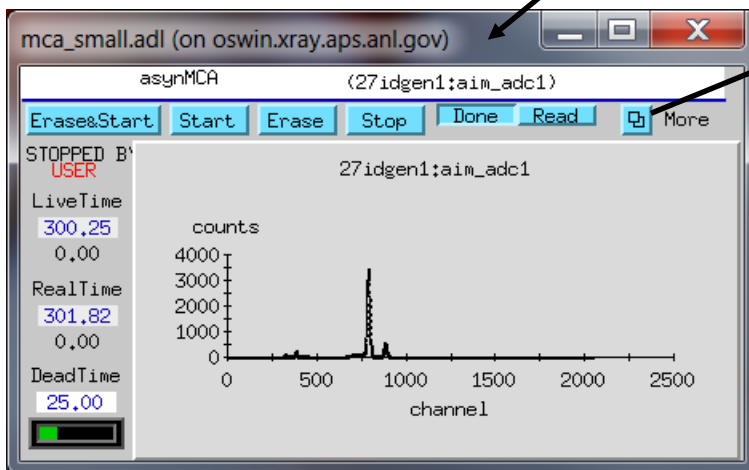 mca_small.adl (on oswin.xray.aps.anl.gov)
asynMCA (27idgen1:aim_adc1)
Erase&Start Start Erase Stop Done Read More
STOPPED BY
USER
27idgen1:aim_adc1
LiveTime
300.25
0.00
RealTime
301.82
0.00
DeadTime
25.00
counts
4000
3000
2000
1000
0
0 500 1000 1500 2000 2500
channel